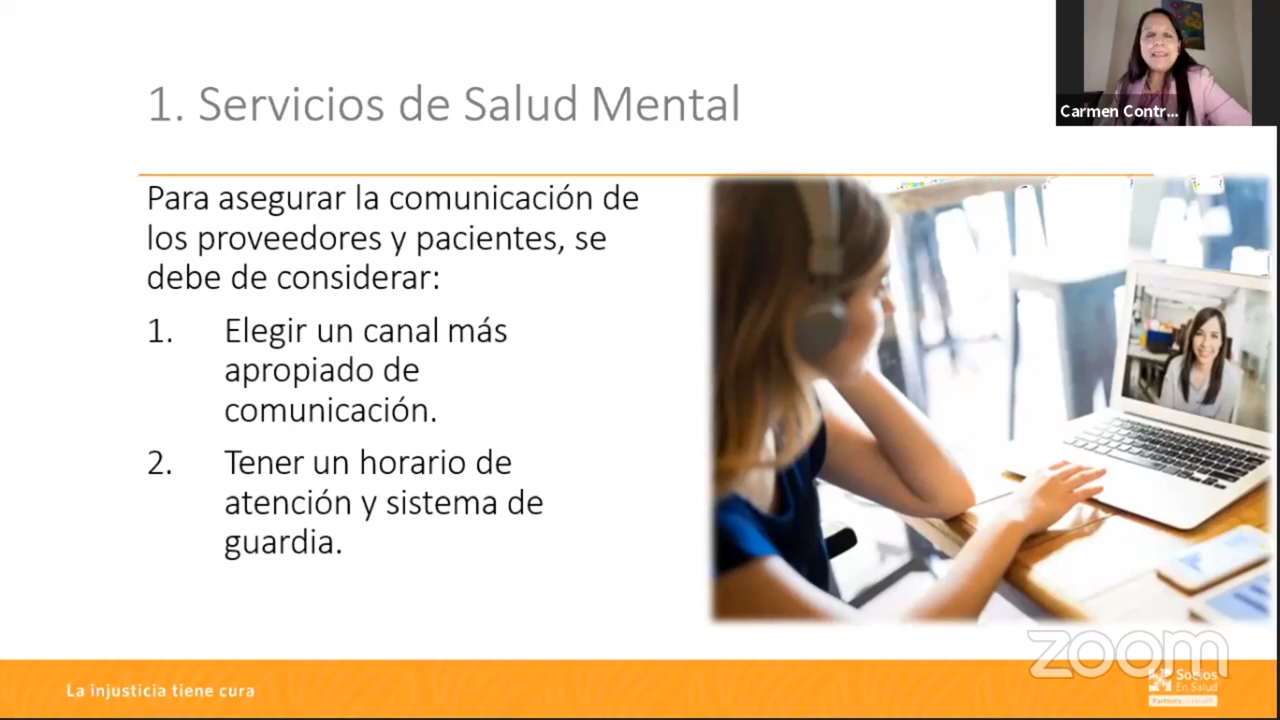 Carmen Contr...
1. Servicios de Salud Mental
Para asegurar la comunicación de
los proveedores y pacientes, se
debe de considerar:
1. Elegir un canal más
apropiado de
comunicación.
2. Tener un horario de
atención y sistema de
guardia.
zoom
La injusticia tiene cura
Socios
En Salud
Partners